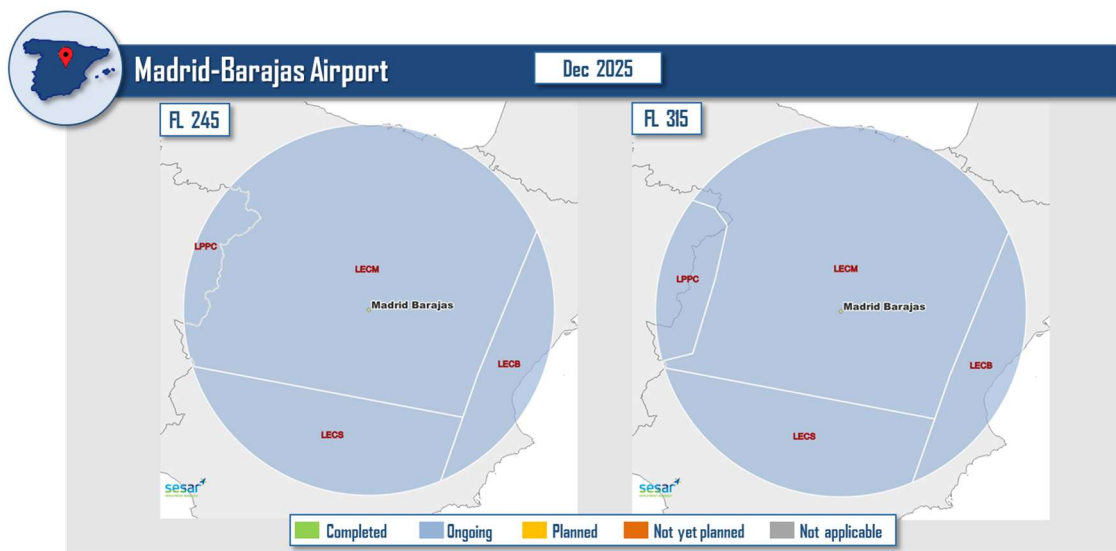 Madrid-Barajas Airport
Dec 2025
FL 245
FL 315
LPPC
LECM
Madrid Barajas
LECB
LECS
sesar
LPPC
LECM
Madrid Barajas
LECB
LECS
sesar
Completed
Ongoing
Planned
Not yet planned
Not applicable